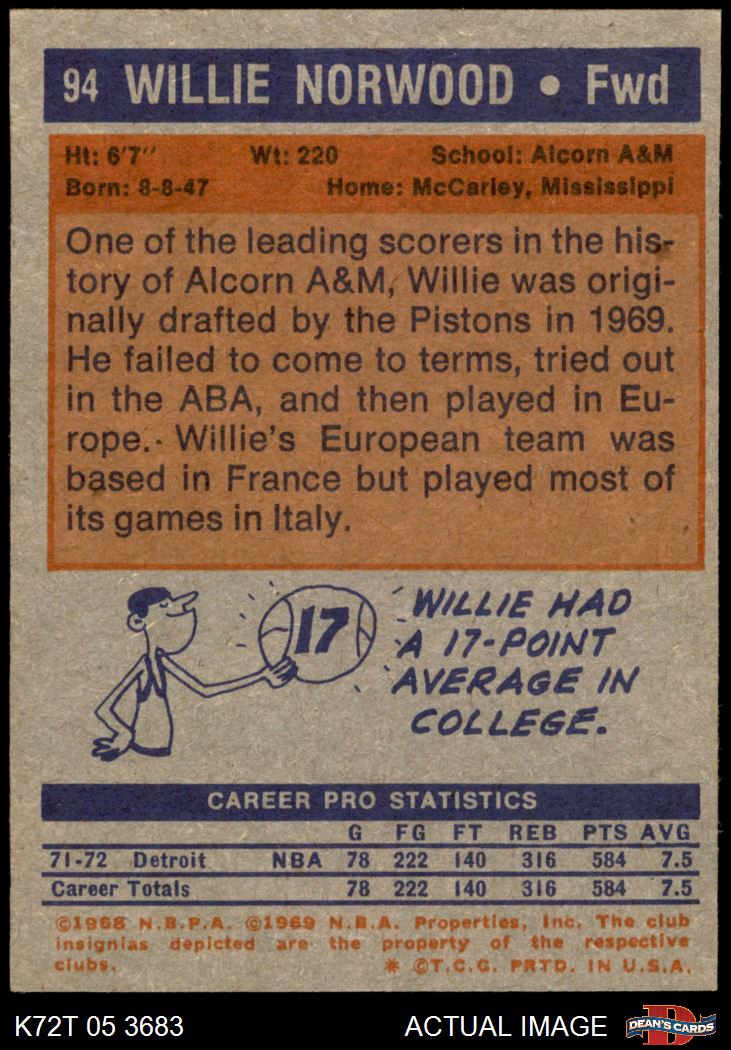 94 WILLIE NORWOOD • Fwd
Ht: 6'7'' Wt: 220 School: Alcorn A&M
Born: 8-8-47 Home: McCarley, Mississippi
One of the leading scorers in the his-
tory of Alcorn A&M, Willie was origi-
nally drafted by the Pistons in 1969.
He failed to come to terms, tried out
in the ABA, and then played in Eu-
rope. Willie's European team was
based in France but played most of
its games in Italy.
17
WILLIE HAD
A 17-POINT
AVERAGE IN
COLLEGE.
CAREER PRO STATISTICS
G FG FT REB PTS AVG
71-72 Detroit NBA 78 222 140 316 584 7.5
Career Totals 78 222 140 316 584 7.5
©1968 N.B.P.A. ©1969 N.B.A. Properties, Inc. The club
insignias depicted are the property of the respective
clubs. * ©T.C.G. PRTD. IN U.S.A.
K72T 05 3683 ACTUAL IMAGE D DEAN'S CARDS